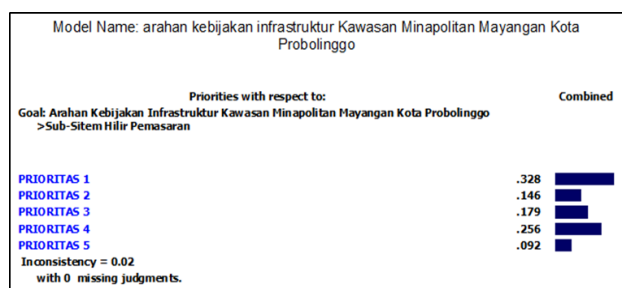 Model Name: arahan kebijakan infrastruktur Kawasan Minapolitan Mayangan Kota
Probolinggo
Priorities with respect to: Combined
Goal: Arahan Kebijakan Infrastruktur Kawasan Minapolitan Mayangan Kota Probolinggo
>Sub-Sitem Hilir Pemasaran
PRIORITAS 1 .328
PRIORITAS 2 .146
PRIORITAS 3 .179
PRIORITAS 4 .256
PRIORITAS 5 .092
Inconsistency = 0.02
with 0 missing judgments.